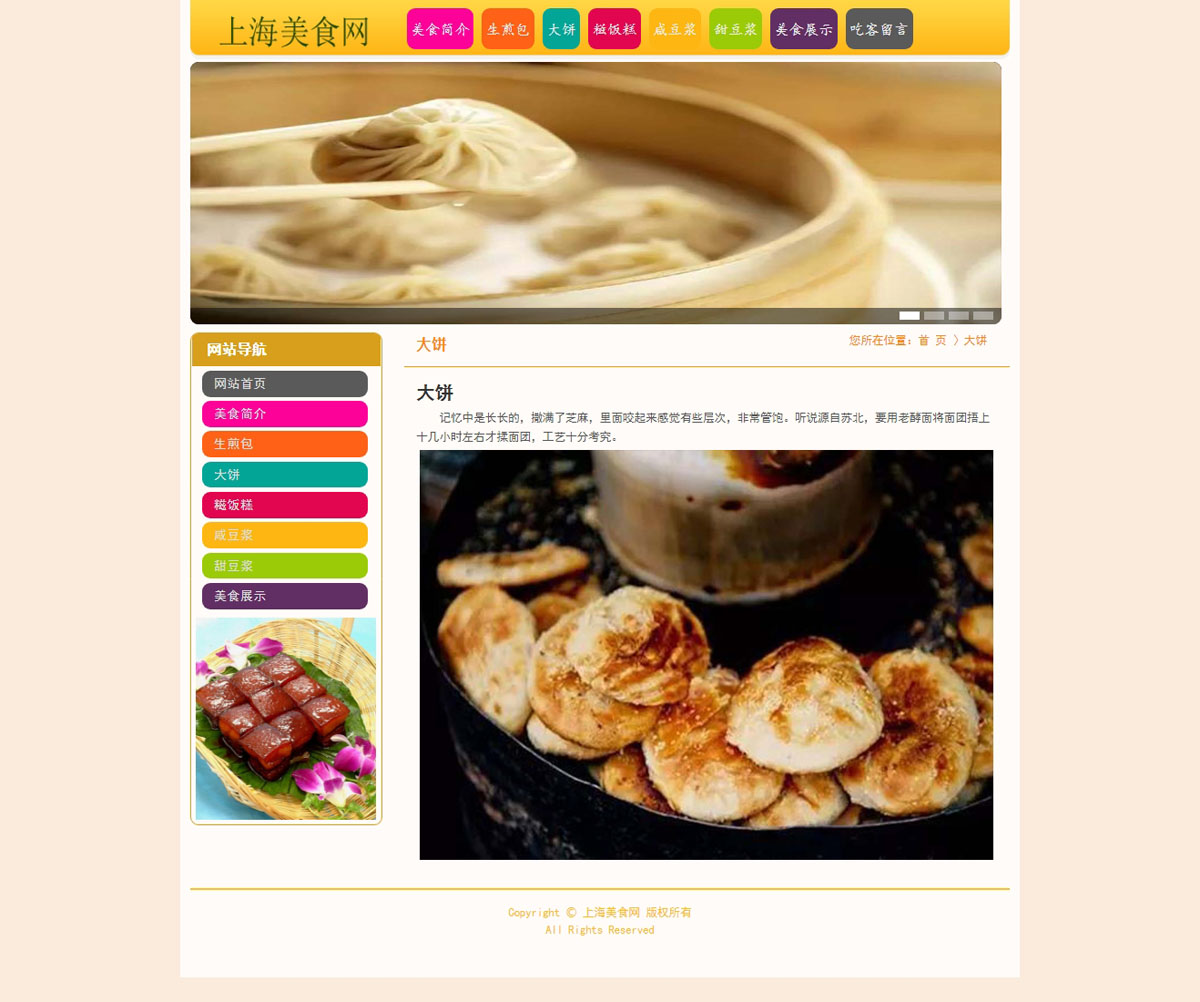 上海美食网
美食简介 生煎包 大饼 糍饭糕 咸豆浆 甜豆浆 美食展示 吃客留言
网站导航
网站首页
美食简介
生煎包
大饼
糍饭糕
咸豆浆
甜豆浆
美食展示
大饼
您所在位置：首 页 〉大饼
大饼
记忆中是长长的，撒满了芝麻，里面咬起来感觉有些层次，非常管饱。听说源自苏北，要用老酵面将面团捂上
十几小时左右才揉面团，工艺十分考究。
Copyright © 上海美食网 版权所有
All Rights Reserved